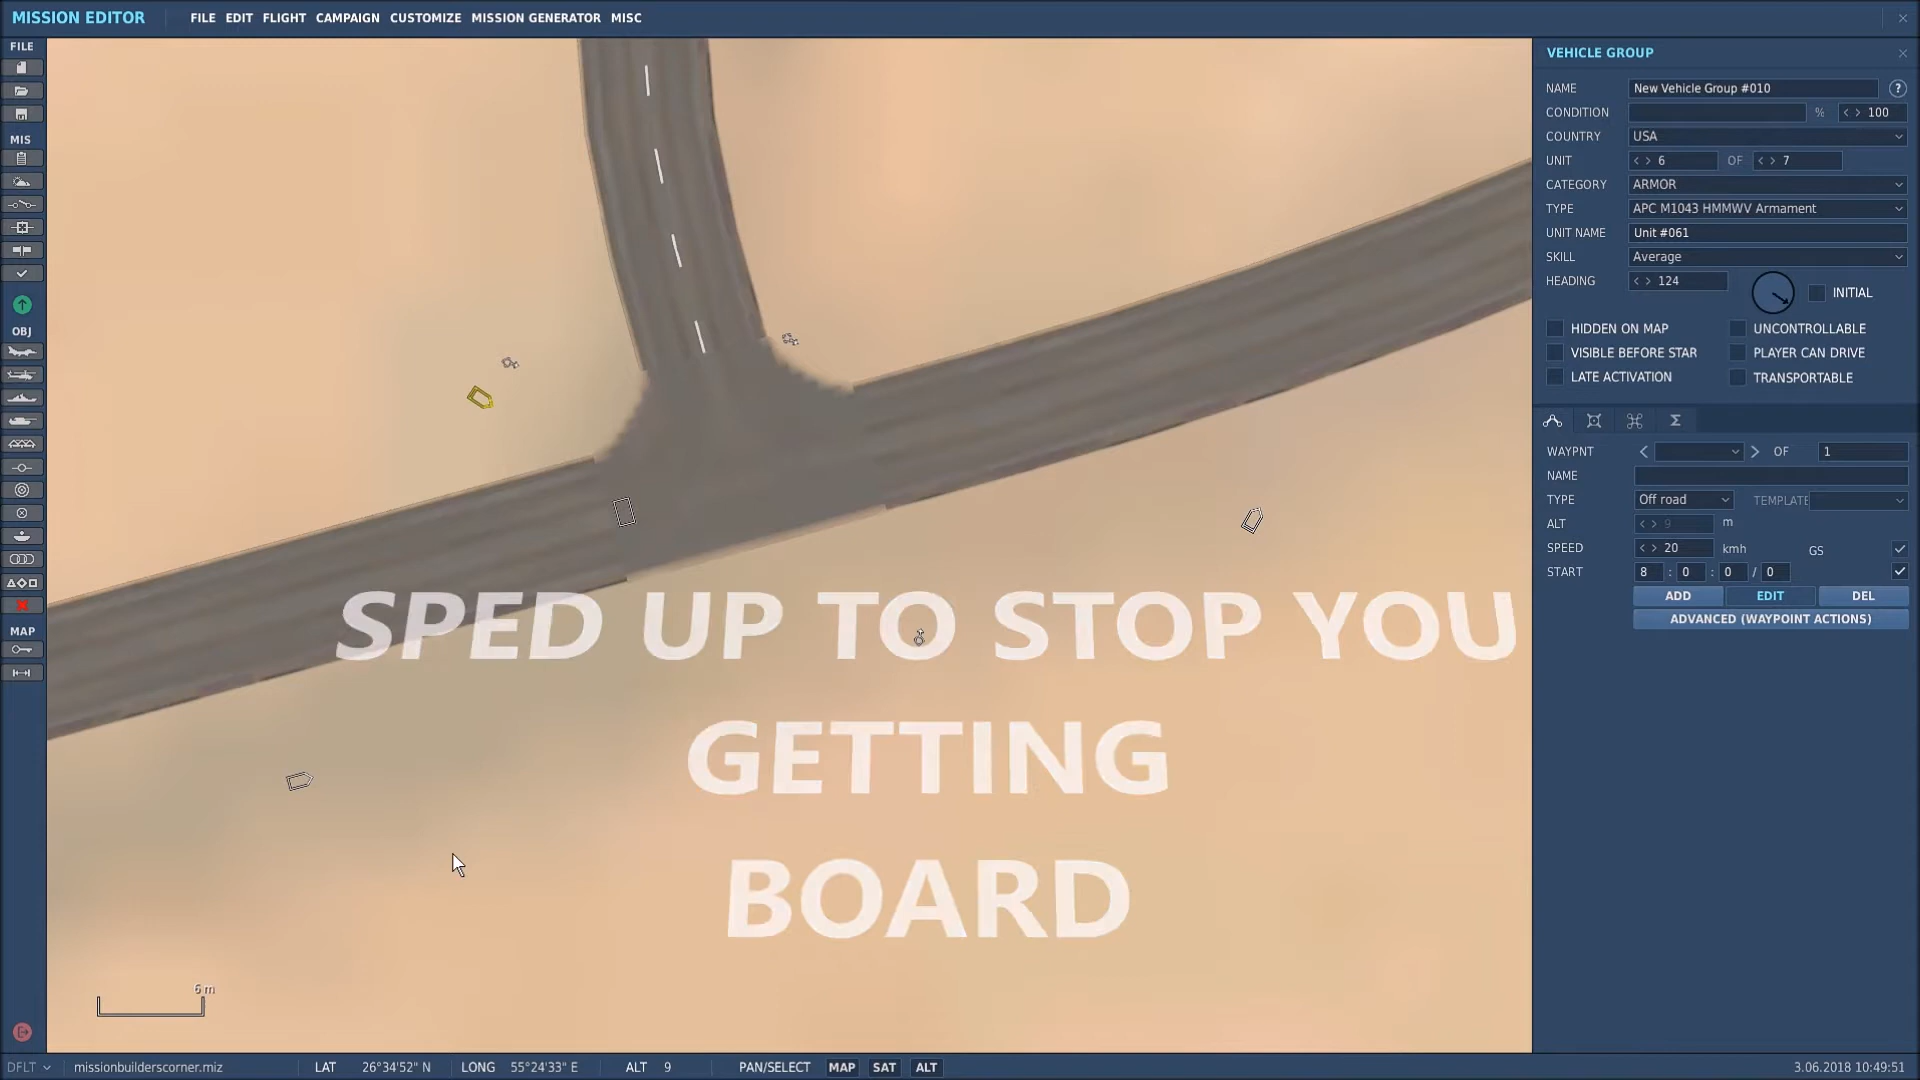 MISSION EDITOR FILE EDIT FLIGHT CAMPAIGN CUSTOMIZE MISSION GENERATOR MISC
FILE
MIS
OBJ
MAP
VEHICLE GROUP
NAME New Vehicle Group #010 ?
CONDITION % < > 100
COUNTRY USA
UNIT < > 6 OF < > 7
CATEGORY ARMOR
TYPE APC M1043 HMMWV Armament
UNIT NAME Unit #061
SKILL Average
HEADING < > 124 INITIAL
HIDDEN ON MAP UNCONTROLLABLE
VISIBLE BEFORE STAR PLAYER CAN DRIVE
LATE ACTIVATION TRANSPORTABLE
WAYPNT < > OF 1
NAME
TYPE Off road TEMPLATE
ALT < > 9 m
SPEED < > 20 kmh GS
START 8 : 0 : 0 / 0
ADD EDIT DEL
ADVANCED (WAYPOINT ACTIONS)
SPED UP TO STOP YOU
GETTING
BOARD
6 m
DFLT missionbuilderscorner.miz LAT 26°34'52" N LONG 55°24'33" E ALT 9 PAN/SELECT MAP SAT ALT 3.06.2018 10:49:51